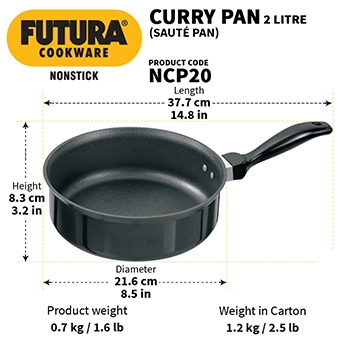 FUTURA®
COOKWARE
NONSTICK
CURRY PAN 2 LITRE
(SAUTÉ PAN)
PRODUCT CODE
NCP20
Length
37.7 cm
14.8 in
Height
8.3 cm
3.2 in
Diameter
21.6 cm
8.5 in
Product weight
0.7 kg / 1.6 lb
Weight in Carton
1.2 kg / 2.5 lb